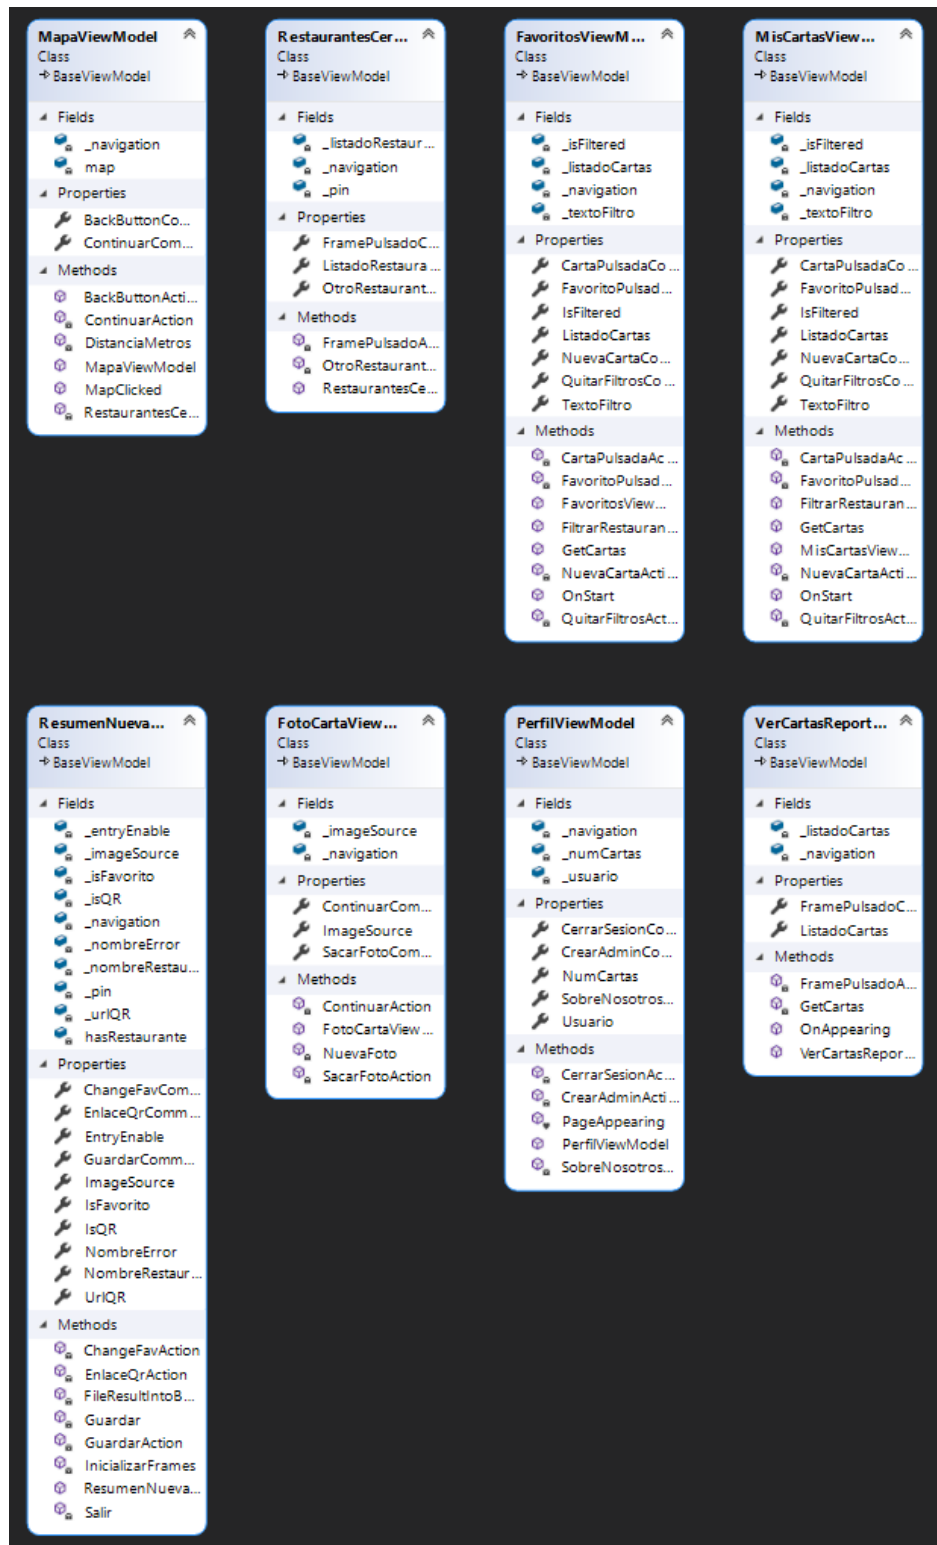 MapaViewModel
Class
BaseViewModel
Fields
_navigation
map
Properties
BackButtonCo...
ContinuarCom...
Methods
BackButtonActi...
ContinuarAction
DistanciaMetros
MapaViewModel
MapClicked
RestaurantesCe...
RestaurantesCer...
Class
BaseViewModel
Fields
_listadoRestaur...
_navigation
_pin
Properties
FramePulsadoC...
ListadoRestaura...
OtroRestaurant...
Methods
FramePulsadoA...
OtroRestaurant...
RestaurantesCe...
FavoritosViewM...
Class
BaseViewModel
Fields
_isFiltered
_listadoCartas
_navigation
_textoFiltro
Properties
CartaPulsadaCo...
FavoritoPulsad...
IsFiltered
ListadoCartas
NuevaCartaCo...
QuitarFiltrosCo...
TextoFiltro
Methods
CartaPulsadaAc...
FavoritoPulsad...
FavoritosView...
FiltrarRestauran...
GetCartas
NuevaCartaActi...
OnStart
QuitarFiltrosAct...
MisCartasView...
Class
BaseViewModel
Fields
_isFiltered
_listadoCartas
_navigation
_textoFiltro
Properties
CartaPulsadaCo...
FavoritoPulsad...
IsFiltered
ListadoCartas
NuevaCartaCo...
QuitarFiltrosCo...
TextoFiltro
Methods
CartaPulsadaAc...
FavoritoPulsad...
FiltrarRestauran...
GetCartas
MisCartasView...
NuevaCartaActi...
OnStart
QuitarFiltrosAct...
ResumenNueva...
Class
BaseViewModel
Fields
_entryEnable
_imageSource
_isFavorito
_isQR
_navigation
_nombreError
_nombreRestau...
_pin
_urlQR
hasRestaurante
Properties
ChangeFavCom...
EnlaceQrComm...
EntryEnable
GuardarComm...
ImageSource
IsFavorito
IsQR
NombreError
NombreRestaur...
UrlQR
Methods
ChangeFavAction
EnlaceQrAction
FileResultIntoB...
Guardar
GuardarAction
InicializarFrames
ResumenNueva...
Salir
FotoCartaView...
Class
BaseViewModel
Fields
_imageSource
_navigation
Properties
ContinuarCom...
ImageSource
SacarFotoCom...
Methods
ContinuarAction
FotoCartaView...
NuevaFoto
SacarFotoAction
PerfilViewModel
Class
BaseViewModel
Fields
_navigation
_numCartas
_usuario
Properties
CerrarSesionCo...
CrearAdminCo...
NumCartas
SobreNosotros...
Usuario
Methods
CerrarSesionAc...
CrearAdminActi...
PageAppearing
PerfilViewModel
SobreNosotros...
VerCartasReport...
Class
BaseViewModel
Fields
_listadoCartas
_navigation
Properties
FramePulsadoC...
ListadoCartas
Methods
FramePulsadoA...
GetCartas
OnAppearing
VerCartasRepor...